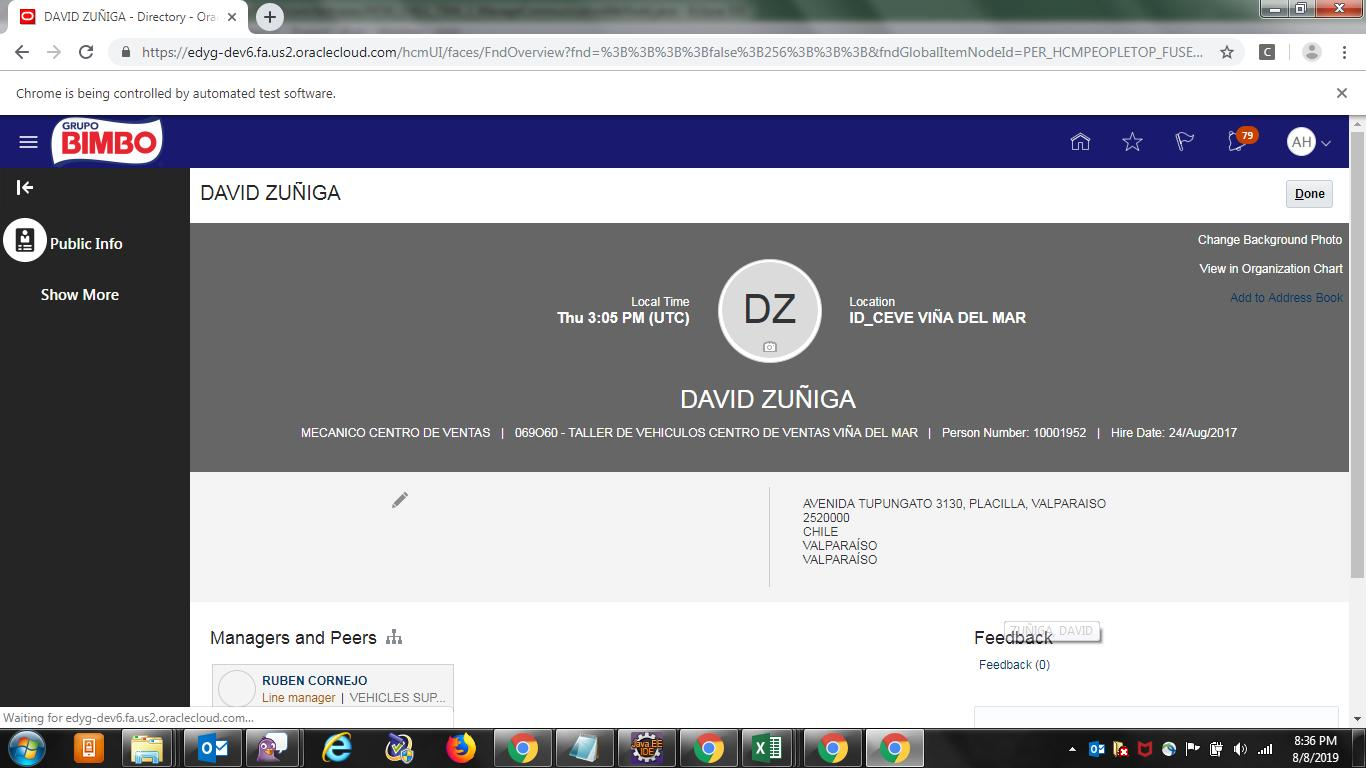 DAVID ZUÑIGA - Directory - Ora
https://edyg-dev6.fa.us2.oraclecloud.com/hcmUI/faces/FndOverview?fnd=%3B%3B%3B%3Bfalse%3B256%3B%3B%3B&fndGlobalItemNodeId=PER_HCMPEOPLETOP_FUSE...
C
Chrome is being controlled by automated test software.
GRUPO
BIMBO
79
AH
DAVID ZUÑIGA
Done
Public Info
Show More
Change Background Photo
View in Organization Chart
Add to Address Book
Local Time
Thu 3:05 PM (UTC)
DZ
Location
ID_CEVE VIÑA DEL MAR
DAVID ZUÑIGA
MECANICO CENTRO DE VENTAS | 069O60 - TALLER DE VEHICULOS CENTRO DE VENTAS VIÑA DEL MAR | Person Number: 10001952 | Hire Date: 24/Aug/2017
AVENIDA TUPUNGATO 3130, PLACILLA, VALPARAISO
2520000
CHILE
VALPARAÍSO
VALPARAÍSO
Managers and Peers
RUBEN CORNEJO
Line manager | VEHICLES SUP...
Feedback
ZUÑIGA, DAVID
Feedback (0)
Waiting for edyg-dev6.fa.us2.oraclecloud.com...
Java EE
IDE
8:36 PM
8/8/2019